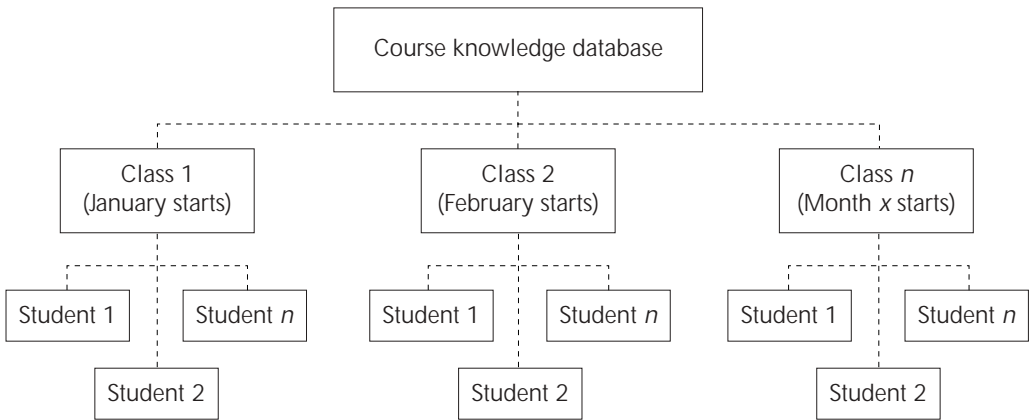 Course knowledge database
Class 1
(January starts)
Class 2
(February starts)
Class n
(Month x starts)
Student 1
Student n
Student 1
Student n
Student 1
Student n
Student 2
Student 2
Student 2